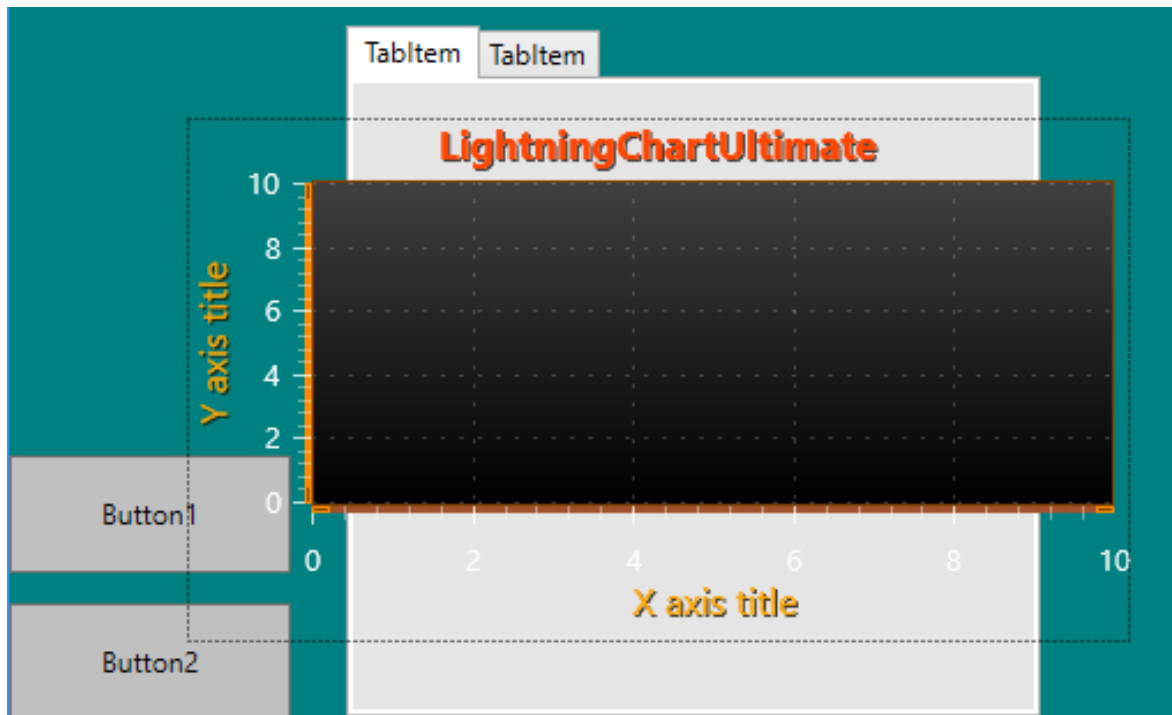 TabItem TabItem
LightningChartUltimate
10
8
6
4
2
0
Y axis title
Button1
0 2 4 6 8 10
X axis title
Button2